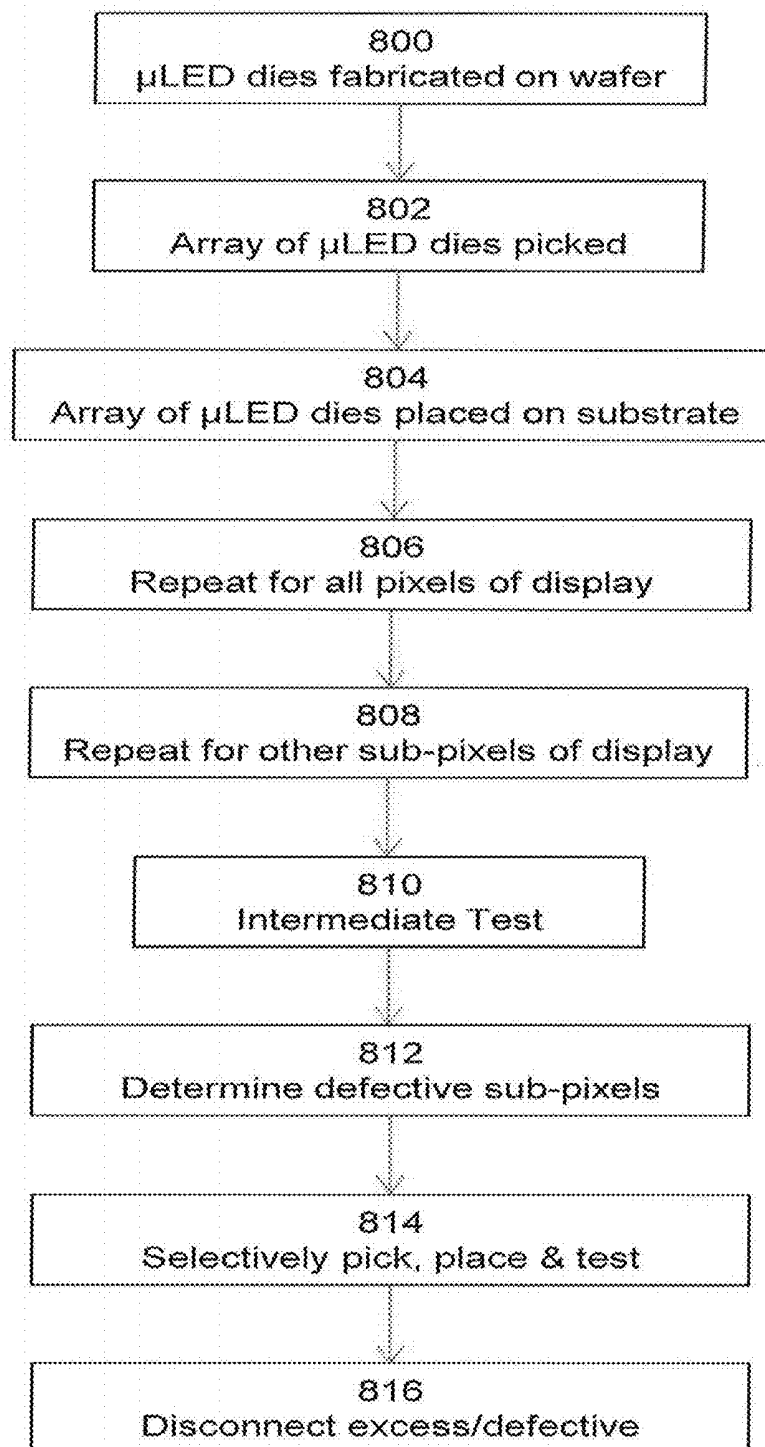 800
µLED dies fabricated on wafer
802
Array of µLED dies picked
804
Array of µLED dies placed on substrate
806
Repeat for all pixels of display
808
Repeat for other sub-pixels of display
810
Intermediate Test
812
Determine defective sub-pixels
814
Selectively pick, place & test
816
Disconnect excess/defective